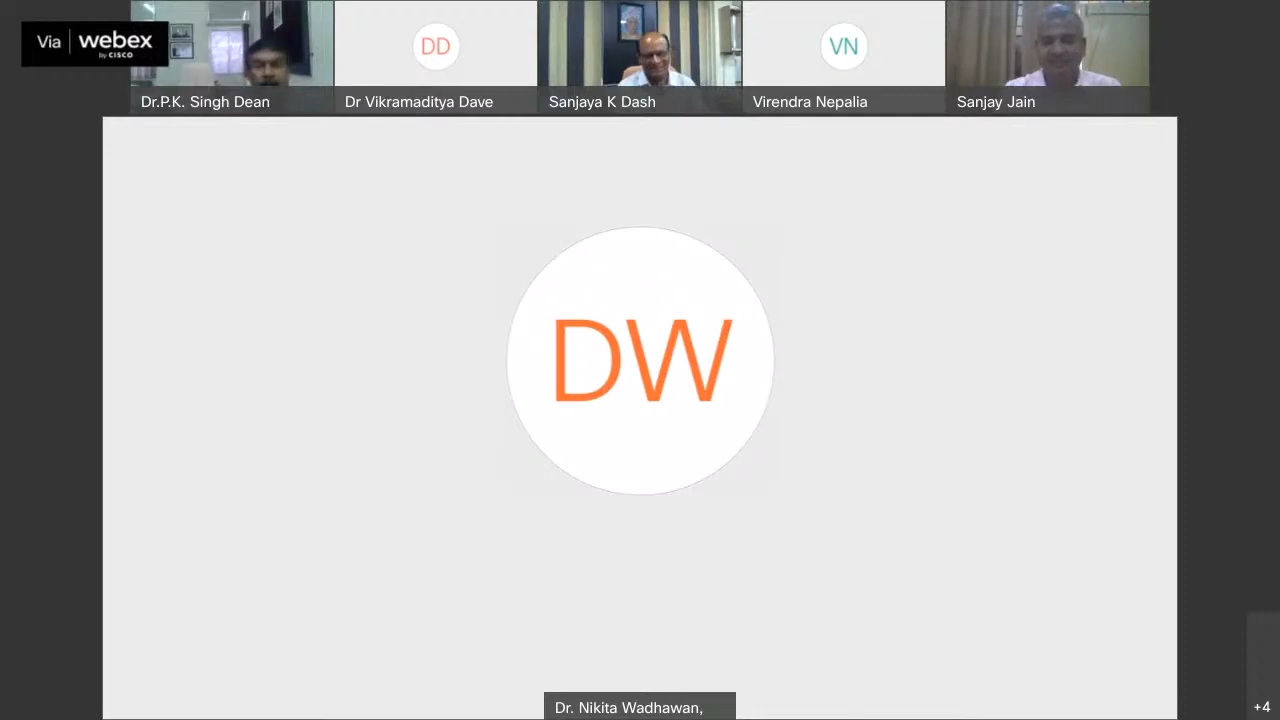 Via webex
by CISCO
DD
VN
Dr.P.K. Singh Dean
Dr Vikramaditya Dave
Sanjaya K Dash
Virendra Nepalia
Sanjay Jain
DW
Dr. Nikita Wadhawan,
+4